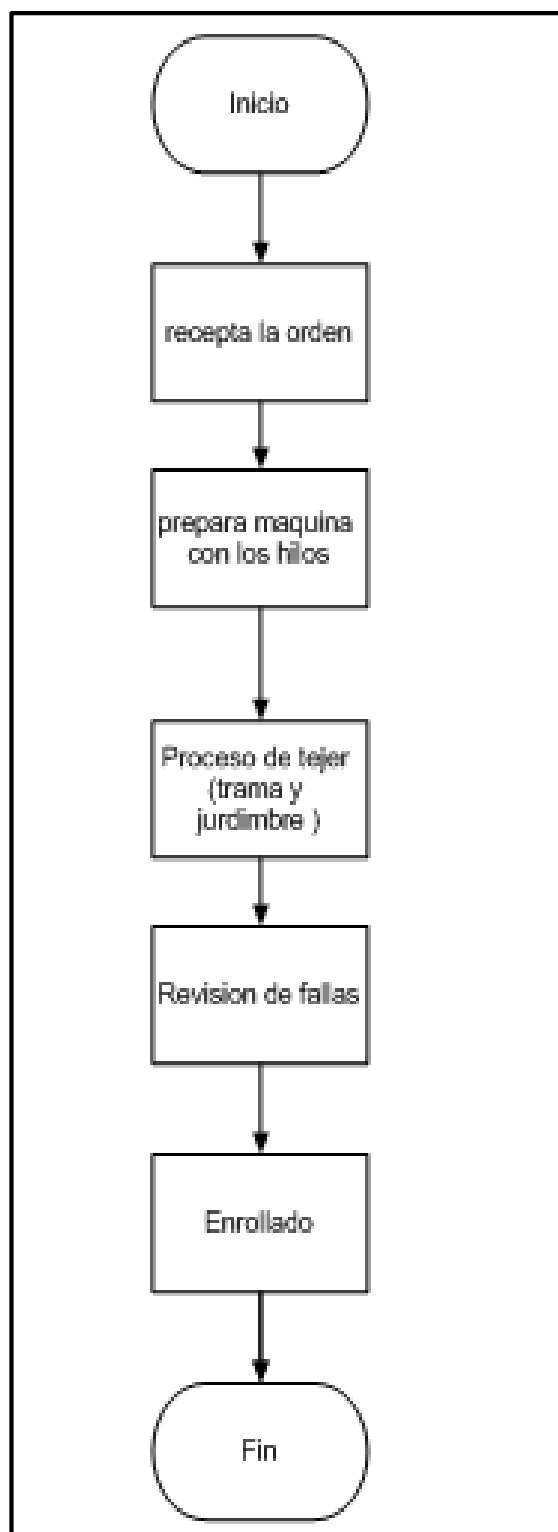 Inicio
recepta la orden
prepara maquina
con los hilos
Proceso de tejer
(trama y
jurdimbre )
Revision de fallas
Enrollado
Fin